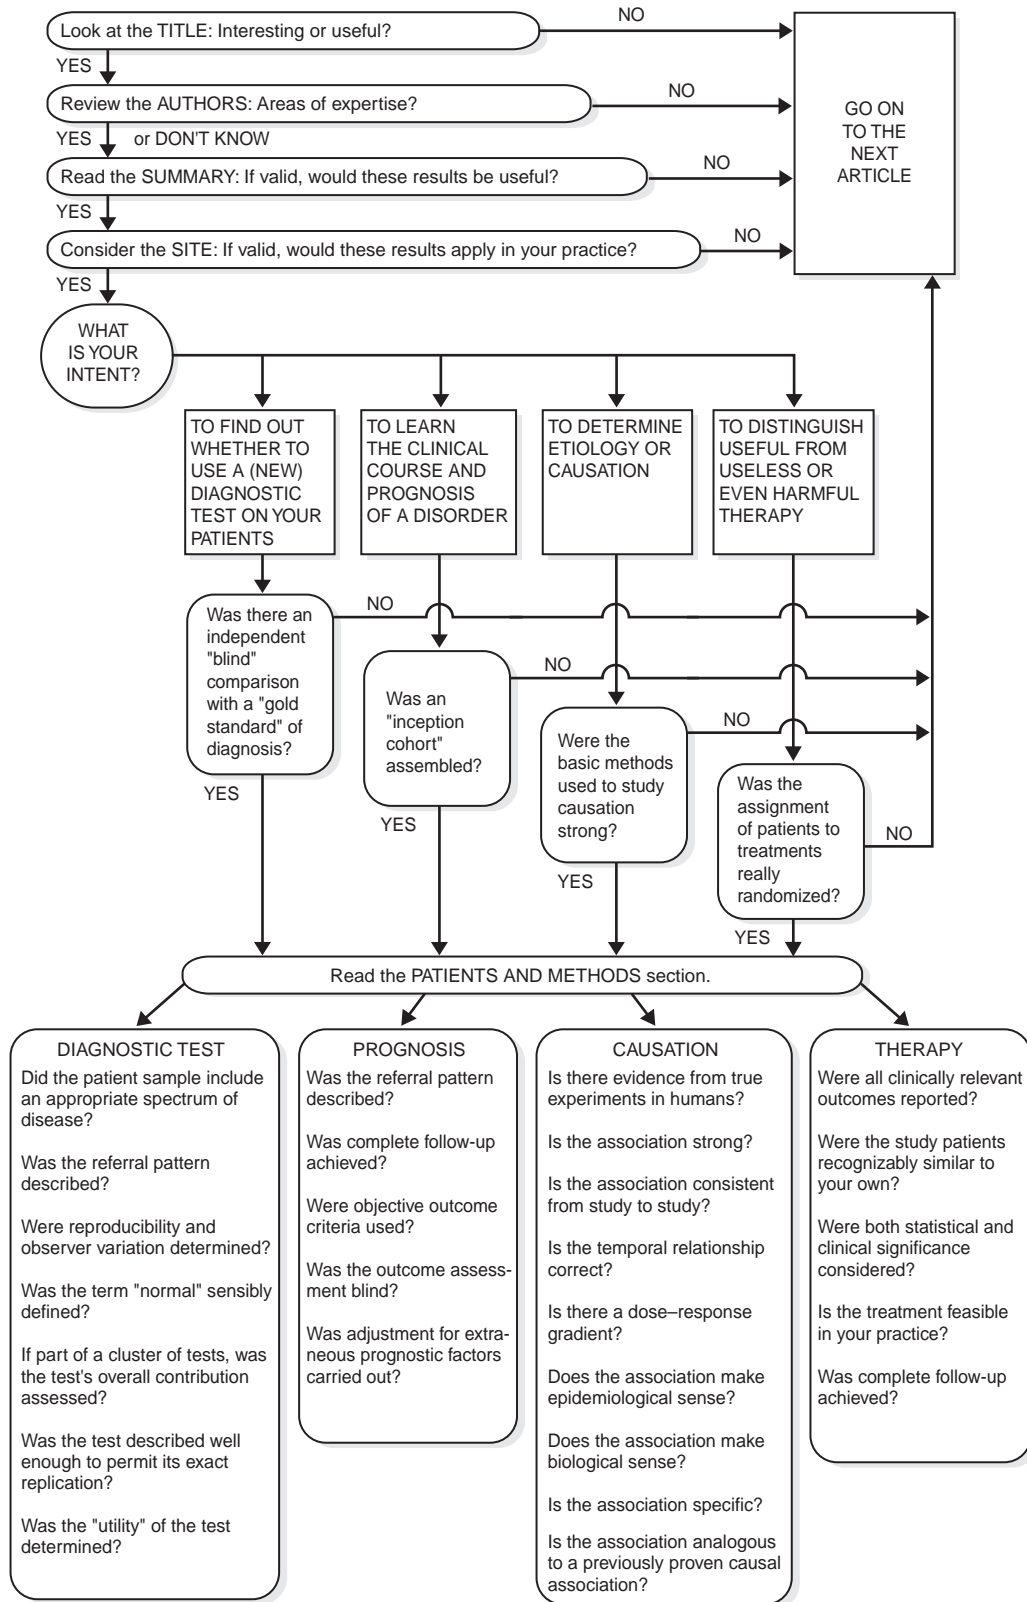 Look at the TITLE: Interesting or useful?
NO
YES
Review the AUTHORS: Areas of expertise?
NO
YES or DON'T KNOW
Read the SUMMARY: If valid, would these results be useful?
NO
YES
Consider the SITE: If valid, would these results apply in your practice?
NO
YES
GO ON
TO THE
NEXT
ARTICLE
WHAT
IS YOUR
INTENT?
TO FIND OUT
WHETHER TO
USE A (NEW)
DIAGNOSTIC
TEST ON YOUR
PATIENTS
TO LEARN
THE CLINICAL
COURSE AND
PROGNOSIS
OF A DISORDER
TO DETERMINE
ETIOLOGY OR
CAUSATION
TO DISTINGUISH
USEFUL FROM
USELESS OR
EVEN HARMFUL
THERAPY
Was there an
independent
"blind"
comparison
with a "gold
standard" of
diagnosis?
NO
YES
Was an
"inception
cohort"
assembled?
NO
YES
Were the
basic methods
used to study
causation
strong?
NO
YES
Was the
assignment
of patients to
treatments
really
randomized?
NO
YES
Read the PATIENTS AND METHODS section.
DIAGNOSTIC TEST
Did the patient sample include
an appropriate spectrum of
disease?
Was the referral pattern
described?
Were reproducibility and
observer variation determined?
Was the term "normal" sensibly
defined?
If part of a cluster of tests, was
the test's overall contribution
assessed?
Was the test described well
enough to permit its exact
replication?
Was the "utility" of the test
determined?
PROGNOSIS
Was the referral pattern
described?
Was complete follow-up
achieved?
Were objective outcome
criteria used?
Was the outcome assess-
ment blind?
Was adjustment for extra-
neous prognostic factors
carried out?
CAUSATION
Is there evidence from true
experiments in humans?
Is the association strong?
Is the association consistent
from study to study?
Is the temporal relationship
correct?
Is there a dose–response
gradient?
Does the association make
epidemiological sense?
Does the association make
biological sense?
Is the association specific?
Is the association analogous
to a previously proven causal
association?
THERAPY
Were all clinically relevant
outcomes reported?
Were the study patients
recognizably similar to
your own?
Were both statistical and
clinical significance
considered?
Is the treatment feasible
in your practice?
Was complete follow-up
achieved?